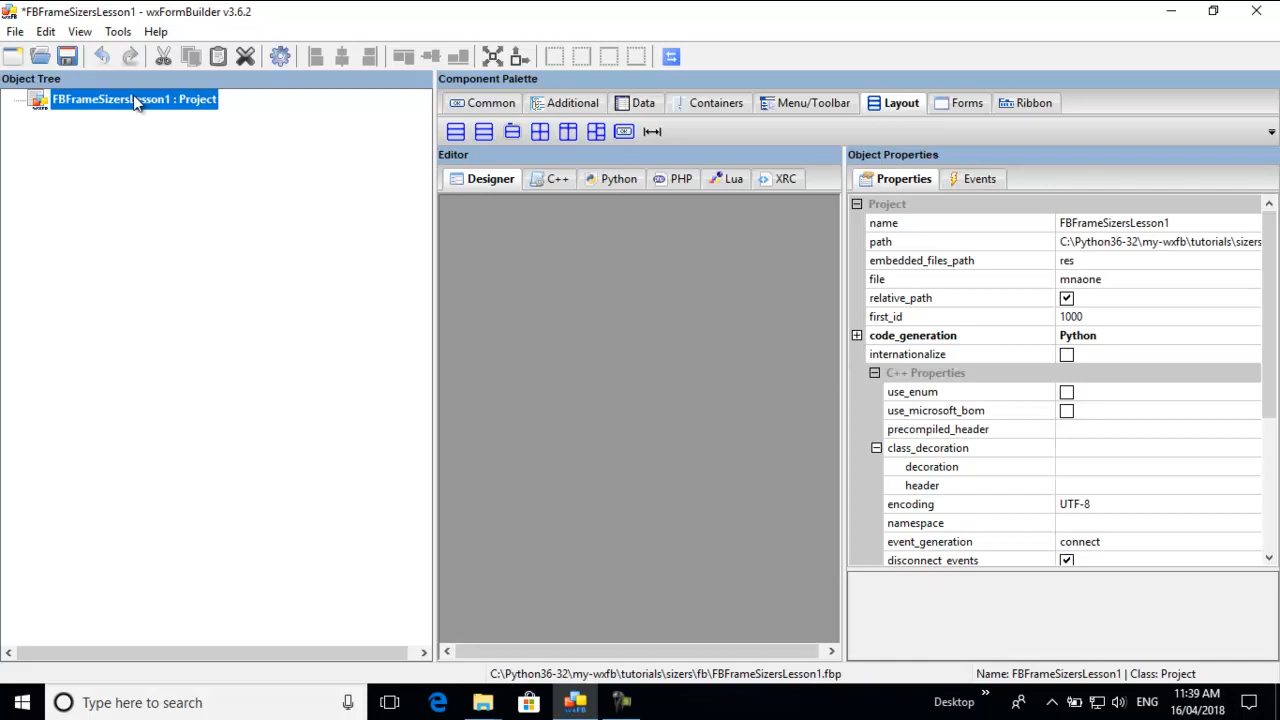 *FBFrameSizersLesson1 - wxFormBuilder v3.6.2
File Edit View Tools Help
Object Tree
FBFrameSizersLesson1 : Project
Component Palette
Common Additional Data Containers Menu/Toolbar Layout Forms Ribbon
Editor
Designer C++ Python PHP Lua XRC
Object Properties
Properties Events
Project
name FBFrameSizersLesson1
path C:\Python36-32\my-wxfb\tutorials\sizers
embedded_files_path res
file mnaone
relative_path
first_id 1000
code_generation Python
internationalize
C++ Properties
use_enum
use_microsoft_bom
precompiled_header
class_decoration
decoration
header
encoding UTF-8
namespace
event_generation connect
disconnect_events
C:\Python36-32\my-wxfb\tutorials\sizers\fb\FBFrameSizersLesson1.fbp
Name: FBFrameSizersLesson1 | Class: Project
Type here to search
Desktop
ENG
11:39 AM
16/04/2018